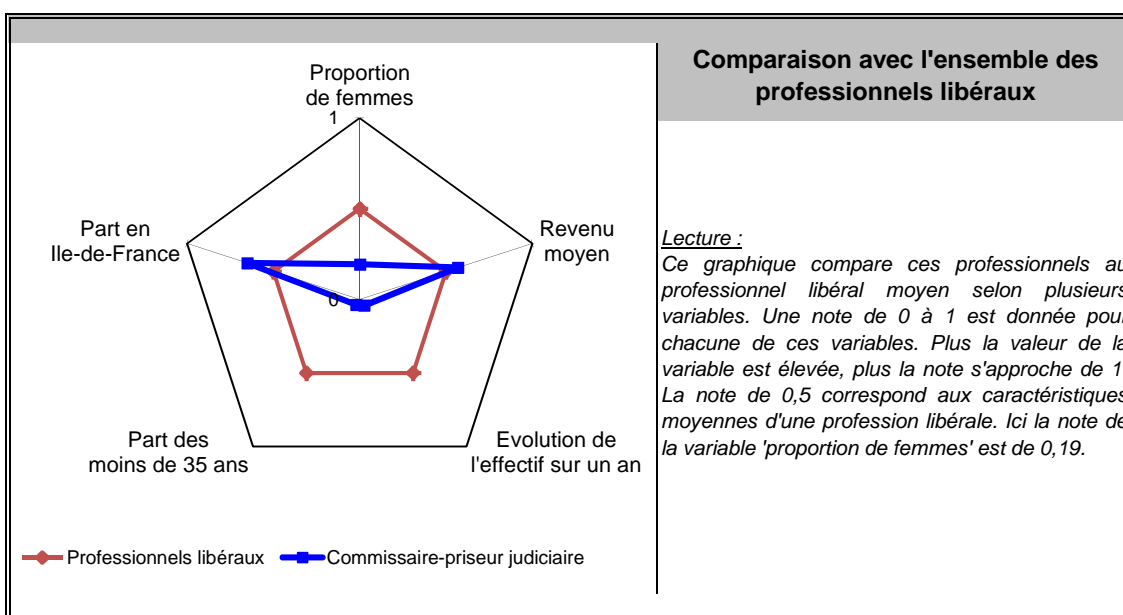 Proportion
de femmes
1
Part en
Ile-de-France
Revenu
moyen
0
Part des
moins de 35 ans
Evolution de
l'effectif sur un an
Professionnels libéraux
Commissaire-priseur judiciaire
Comparaison avec l'ensemble des
professionnels libéraux
Lecture :
Ce graphique compare ces professionnels au
professionnel libéral moyen selon plusieurs
variables. Une note de 0 à 1 est donnée pour
chacune de ces variables. Plus la valeur de la
variable est élevée, plus la note s'approche de 1
La note de 0,5 correspond aux caractéristiques
moyennes d'une profession libérale. Ici la note de
la variable 'proportion de femmes' est de 0,19.